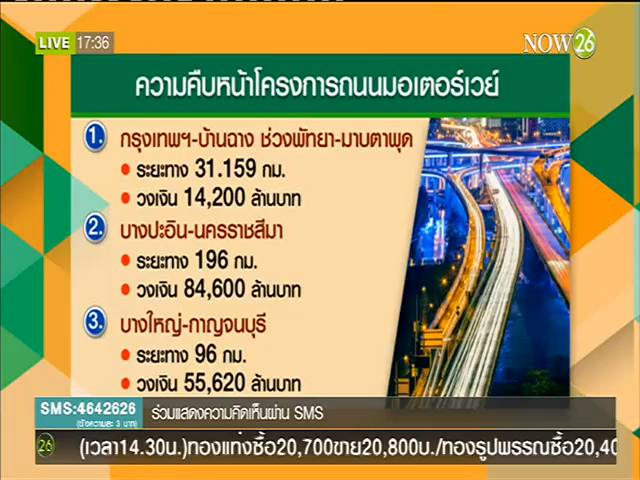 LIVE 17:36
NOW26
ความคืบหน้าโครงการถนนมอเตอร์เวย์
1. กรุงเทพฯ-บ้านฉาง ช่วงพัทยา-มาบตาพุด
• ระยะทาง 31.159 กม.
• วงเงิน 14,200 ล้านบาท
2. บางปะอิน-นครราชสีมา
• ระยะทาง 196 กม.
• วงเงิน 84,600 ล้านบาท
3. บางใหญ่-กาญจนบุรี
• ระยะทาง 96 กม.
• วงเงิน 55,620 ล้านบาท
SMS:4642626 ร่วมแสดงความคิดเห็นผ่าน SMS
(ข้อความละ 3 บาท)
26 (เวลา14.30น.)ทองแท่งซื้อ20,700ขาย20,800บ./ทองรูปพรรณซื้อ20,40